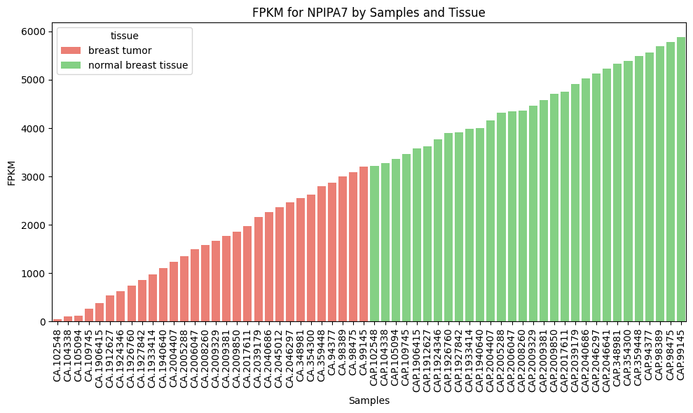 FPKM for NPIPA7 by Samples and Tissue
tissue
breast tumor
normal breast tissue
FPKM
6000
5000
4000
3000
2000
1000
0
CA.102548
CA.104338
CA.105094
CA.109745
CA.1906415
CA.1912627
CA.1924346
CA.1926760
CA.1927842
CA.1933414
CA.1940640
CA.2004407
CA.2005288
CA.2006047
CA.2008260
CA.2009329
CA.2009381
CA.2009850
CA.2017611
CA.2039179
CA.2040686
CA.2045012
CA.2046297
CA.348981
CA.354300
CA.359448
CA.94377
CA.98389
CA.98475
CA.99145
CAP.102548
CAP.104338
CAP.105094
CAP.109745
CAP.1906415
CAP.1912627
CAP.1924346
CAP.1926760
CAP.1927842
CAP.1933414
CAP.1940640
CAP.2004407
CAP.2005288
CAP.2006047
CAP.2008260
CAP.2009329
CAP.2009381
CAP.2009850
CAP.2017611
CAP.2039179
CAP.2040686
CAP.2046297
CAP.2046641
CAP.348981
CAP.354300
CAP.359448
CAP.94377
CAP.98389
CAP.98475
CAP.99145
Samples